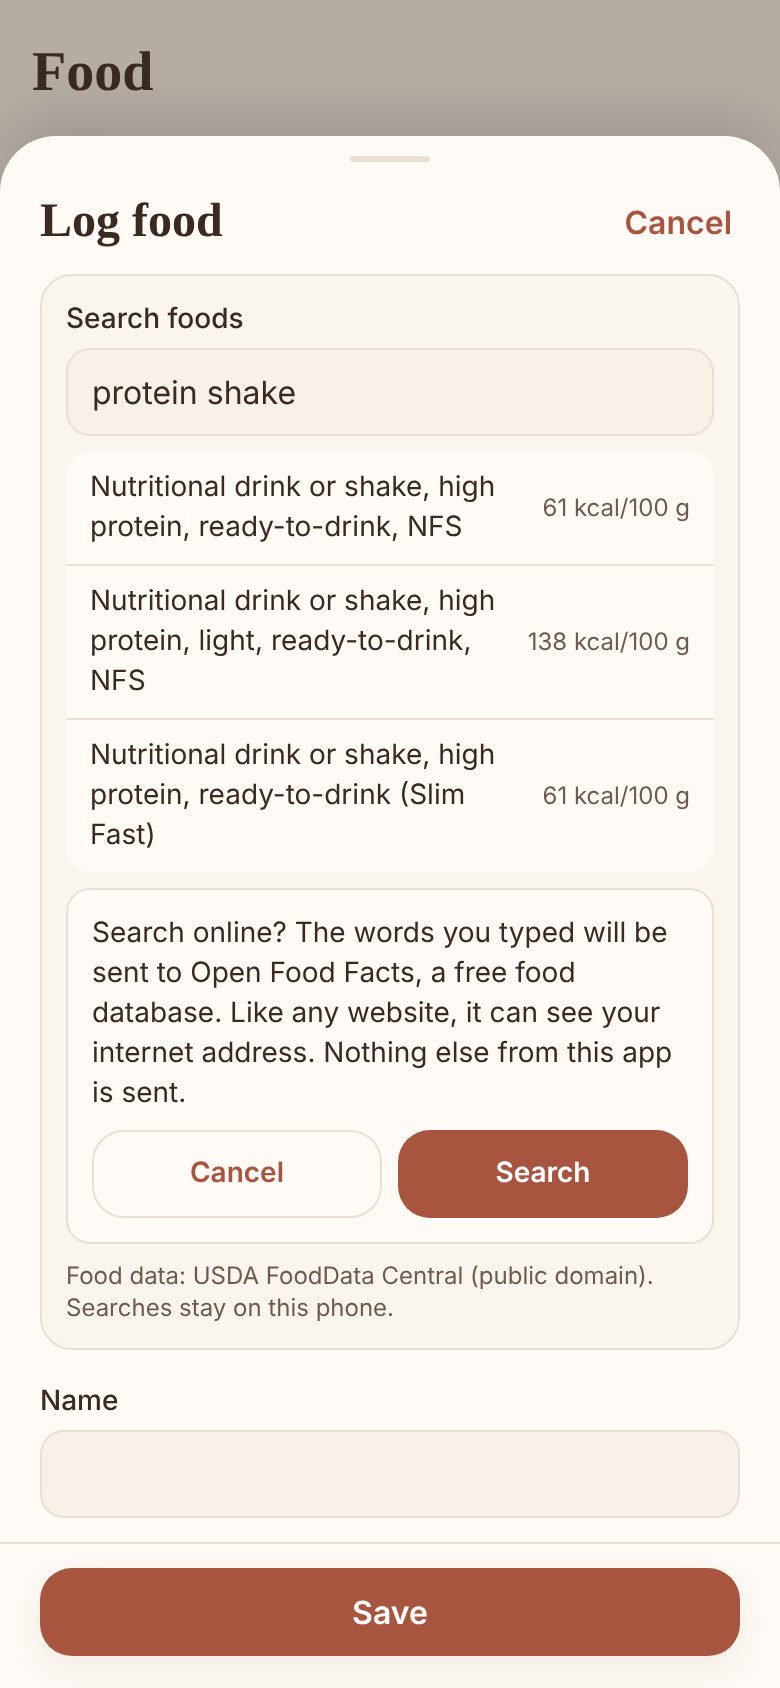 Food
Log food
Cancel
Search foods
protein shake
Nutritional drink or shake, high
protein, ready-to-drink, NFS
61 kcal/100 g
Nutritional drink or shake, high
protein, light, ready-to-drink,
NFS
138 kcal/100 g
Nutritional drink or shake, high
protein, ready-to-drink (Slim
Fast)
61 kcal/100 g
Search online? The words you typed will be
sent to Open Food Facts, a free food
database. Like any website, it can see your
internet address. Nothing else from this app
is sent.
Cancel
Search
Food data: USDA FoodData Central (public domain).
Searches stay on this phone.
Name
Save